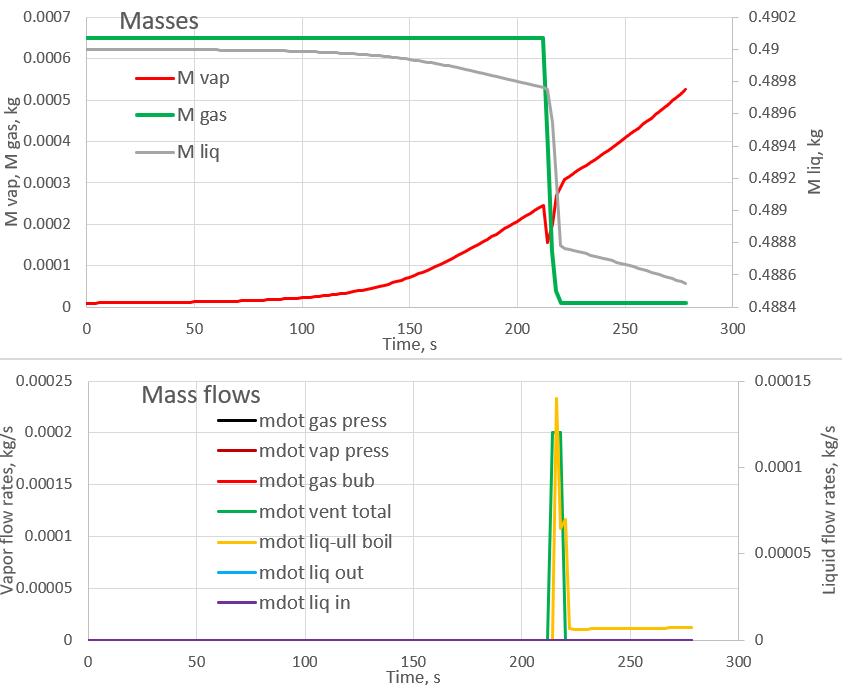 Masses
0.0007
0.0006
0.0005
0.0004
0.0003
0.0002
0.0001
0
M vap, M gas, kg
M vap
M gas
M liq
0.4902
0.49
0.4898
0.4896
0.4894
0.4892
0.489
0.4888
0.4886
0.4884
M liq, kg
0 50 100 150 200 250 300
Time, s
Mass flows
0.00025
0.0002
0.00015
0.0001
0.00005
0
Vapor flow rates, kg/s
mdot gas press
mdot vap press
mdot gas bub
mdot vent total
mdot liq-ull boil
mdot liq out
mdot liq in
0.00015
0.0001
0.00005
0
Liquid flow rates, kg/s
0 50 100 150 200 250 300
Time, s